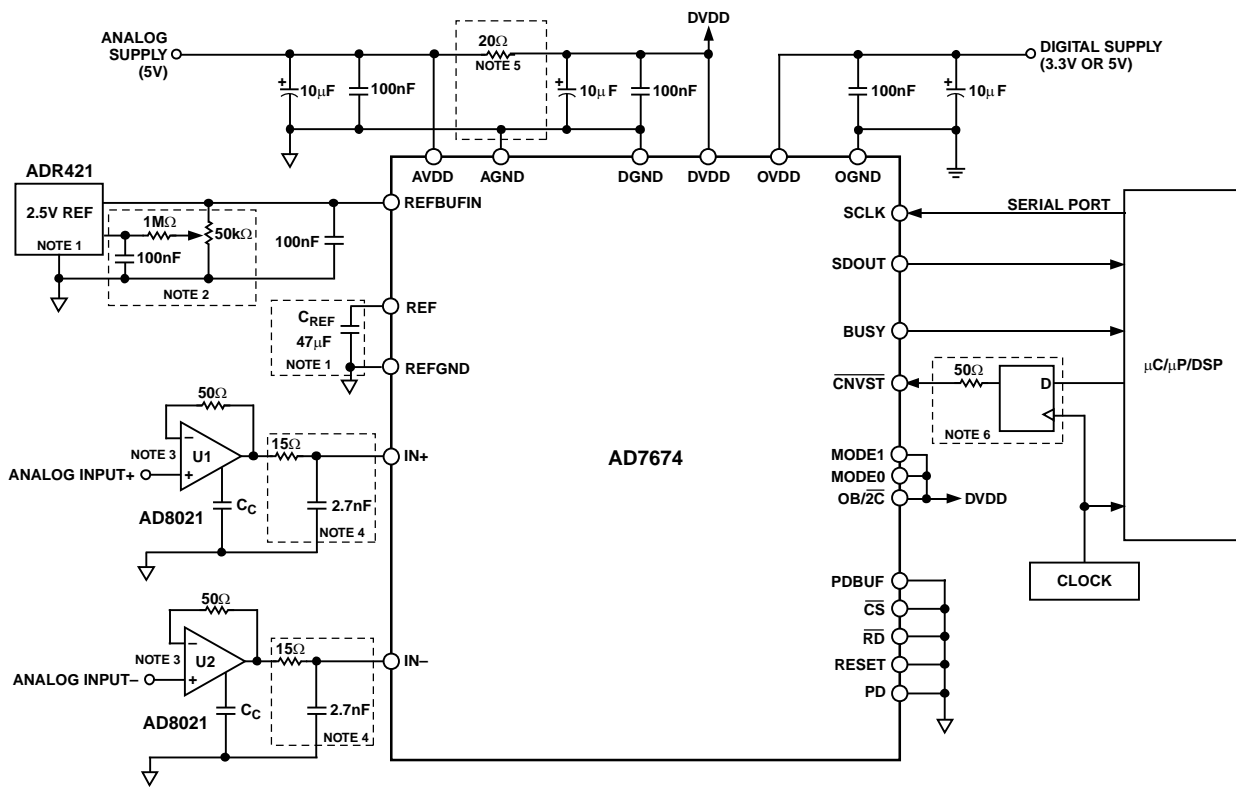 ANALOG
SUPPLY
(5V)
20Ω
NOTE 5
DVDD
DIGITAL SUPPLY
(3.3V OR 5V)
+
10μF
100nF
+
10μF
100nF
100nF
+
10μF
ADR421
2.5V REF
NOTE 1
1MΩ
50kΩ
100nF
NOTE 2
100nF
AVDD
AGND
DGND
DVDD
OVDD
OGND
REFBUFIN
CREF
47μF
NOTE 1
REF
REFGND
50Ω
−
NOTE 3
U1
+
ANALOG INPUT+
CC
AD8021
15Ω
2.7nF
NOTE 4
IN+
50Ω
−
NOTE 3
U2
+
ANALOG INPUT−
CC
AD8021
15Ω
2.7nF
NOTE 4
IN−
AD7674
SCLK
SERIAL PORT
SDOUT
BUSY
CNVST
50Ω
D
NOTE 6
μC/μP/DSP
MODE1
MODE0
OB/2C
DVDD
CLOCK
PDBUF
CS
RD
RESET
PD